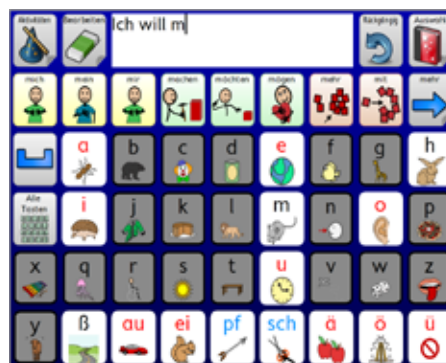 Aktivitäten Bearbeiten Ich will m Rückgängig Auswahl
mich mein mir machen möchten mögen mehr mit mehr
a b c d e f g h
Alle Tasten i j k l m n o p
x q r s t u v w z
y ß au ei pf sch ä ö ü